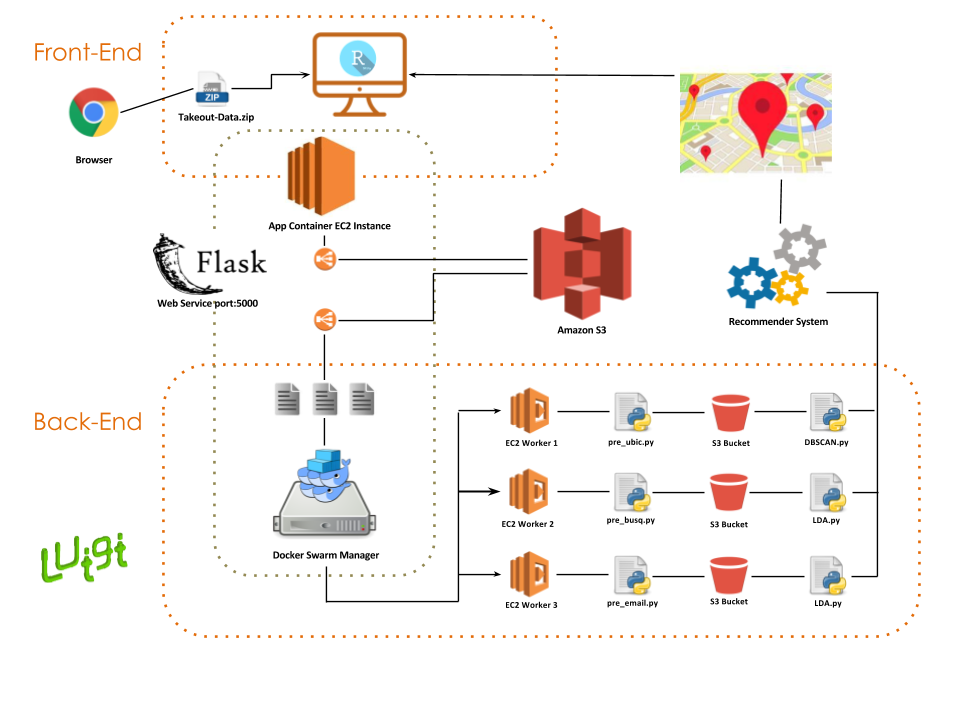 Front-End
R
ZIP
Takeout-Data.zip
Browser
App Container EC2 Instance
Flask
Web Service port:5000
Amazon S3
Recommender System
Back-End
EC2 Worker 1
pre_ubic.py
S3 Bucket
DBSCAN.py
EC2 Worker 2
pre_busq.py
S3 Bucket
LDA.py
Docker Swarm Manager
Luigi
EC2 Worker 3
pre_email.py
S3 Bucket
LDA.py